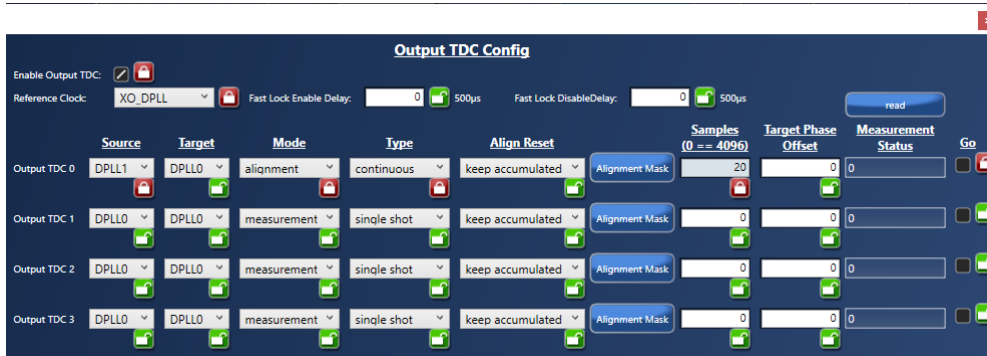 Output TDC Config
Enable Output TDC:
Reference Clock: XO_DPLL Fast Lock Enable Delay: 0 500µs Fast Lock DisableDelay: 0 500µs
read
Source Target Mode Type Align Reset Samples (0 == 4096) Target Phase Offset Measurement Status Go
Output TDC 0 DPLL1 DPLL0 alignment continuous keep accumulated Alignment Mask 20 0 0
Output TDC 1 DPLL0 DPLL0 measurement single shot keep accumulated Alignment Mask 0 0 0
Output TDC 2 DPLL0 DPLL0 measurement single shot keep accumulated Alignment Mask 0 0 0
Output TDC 3 DPLL0 DPLL0 measurement single shot keep accumulated Alignment Mask 0 0 0